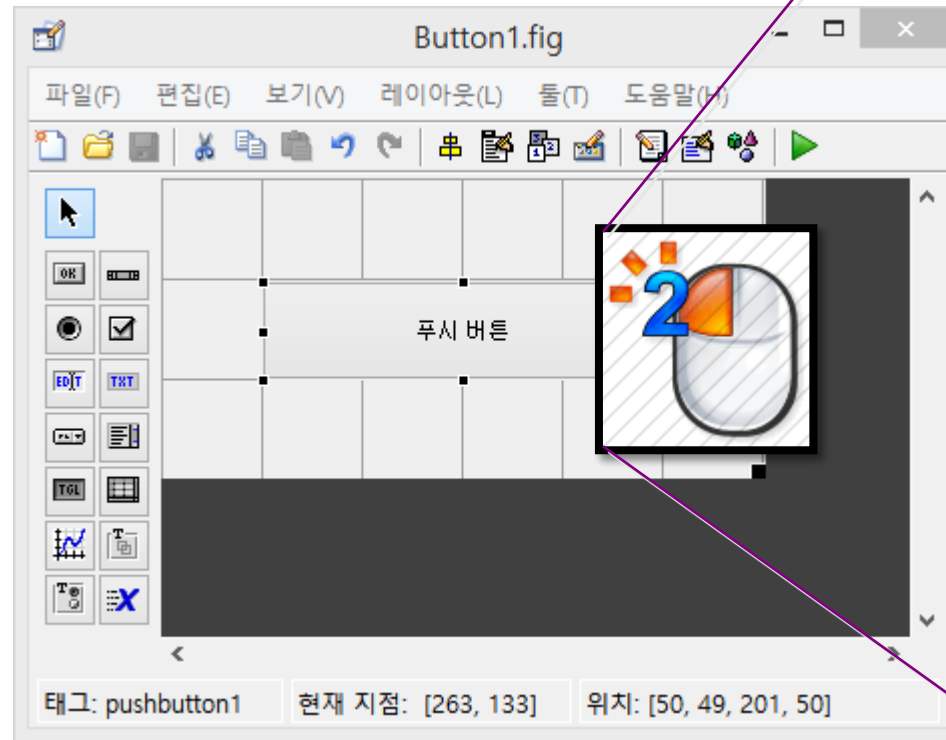 Button1.fig
파일(F) 편집(E) 보기(V) 레이아웃(L) 툴(T) 도움말(H)
OK
푸시 버튼
2
EDIT TXT
TGL
태그: pushbutton1 현재 지점: [263, 133] 위치: [50, 49, 201, 50]